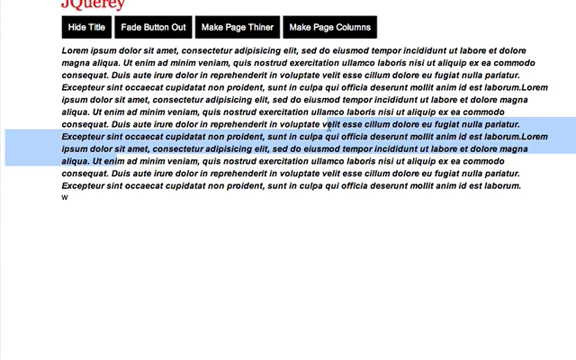 JQuerey
Hide Title Fade Button Out Make Page Thiner Make Page Columns
Lorem ipsum dolor sit amet, consectetur adipisicing elit, sed do eiusmod tempor incididunt ut labore et dolore
magna aliqua. Ut enim ad minim veniam, quis nostrud exercitation ullamco laboris nisi ut aliquip ex ea commodo
consequat. Duis aute irure dolor in reprehenderit in voluptate velit esse cillum dolore eu fugiat nulla pariatur.
Excepteur sint occaecat cupidatat non proident, sunt in culpa qui officia deserunt mollit anim id est laborum.Lorem
ipsum dolor sit amet, consectetur adipisicing elit, sed do eiusmod tempor incididunt ut labore et dolore magna
aliqua. Ut enim ad minim veniam, quis nostrud exercitation ullamco laboris nisi ut aliquip ex ea commodo
consequat. Duis aute irure dolor in reprehenderit in voluptate velit esse cillum dolore eu fugiat nulla pariatur.
Excepteur sint occaecat cupidatat non proident, sunt in culpa qui officia deserunt mollit anim id est laborum.Lorem
ipsum dolor sit amet, consectetur adipisicing elit, sed do eiusmod tempor incididunt ut labore et dolore magna
aliqua. Ut enim ad minim veniam, quis nostrud exercitation ullamco laboris nisi ut aliquip ex ea commodo
consequat. Duis aute irure dolor in reprehenderit in voluptate velit esse cillum dolore eu fugiat nulla pariatur.
Excepteur sint occaecat cupidatat non proident, sunt in culpa qui officia deserunt mollit anim id est laborum.
w